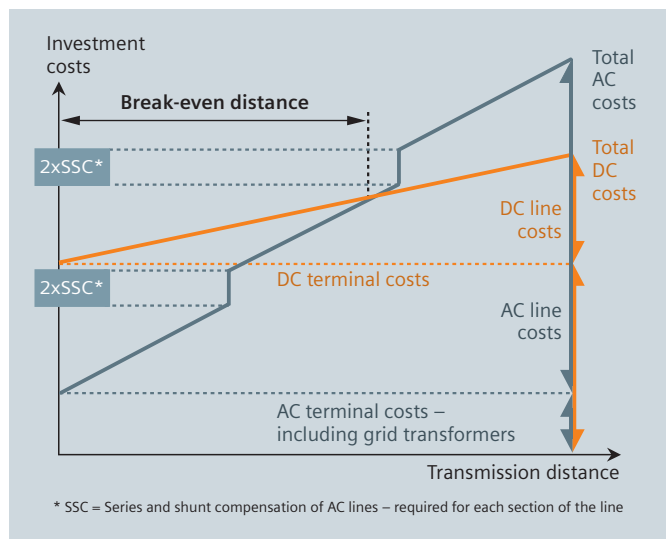 Investment
costs
Break-even distance
Total
AC
costs
2xSSC*
Total
DC
costs
DC line
costs
2xSSC*
DC terminal costs
AC line
costs
AC terminal costs –
including grid transformers
Transmission distance
* SSC = Series and shunt compensation of AC lines – required for each section of the line